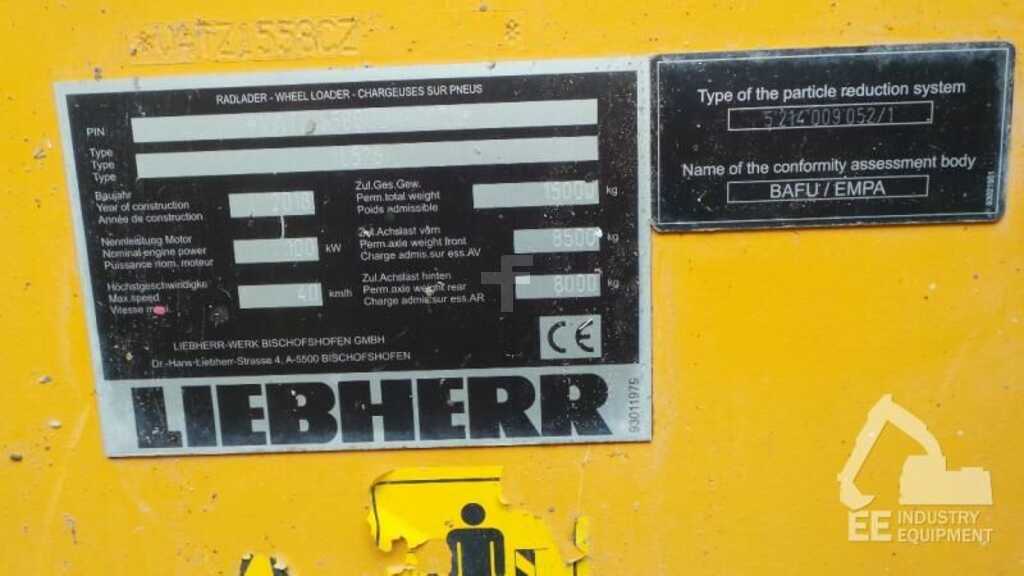 RADLADER - WHEEL LOADER - CHARGEUSES SUR PNEUS
PIN
Type
Type
Type
Baujahr
Year of construction
Année de construction
Zul.Ges.Gew.
Perm.total weight
Poids admissible
15000 kg
Nennleistung Motor
Nominal engine power
Puissance nom. moteur
100 kW
Zul.Achslast vorn
Perm.axle weight front
Charge admis.sur ess.AV
8500 kg
Höchstgeschwindigke
Max.speed
Vitesse
40 km/h
Zul.Achslast hinten
Perm.axle weight rear
Charge admis.sur ess.AR
8000 kg
LIEBHERR-WERK BISCHOFSHOFEN GMBH
Dr.-Hans-Liebherr-Strasse 4, A-5500 BISCHOFSHOFEN
CE
LIEBHERR
93011975
Type of the particle reduction system
5 214 009 052/1
Name of the conformity assessment body
BAFU / EMPA
EE INDUSTRY
EQUIPMENT